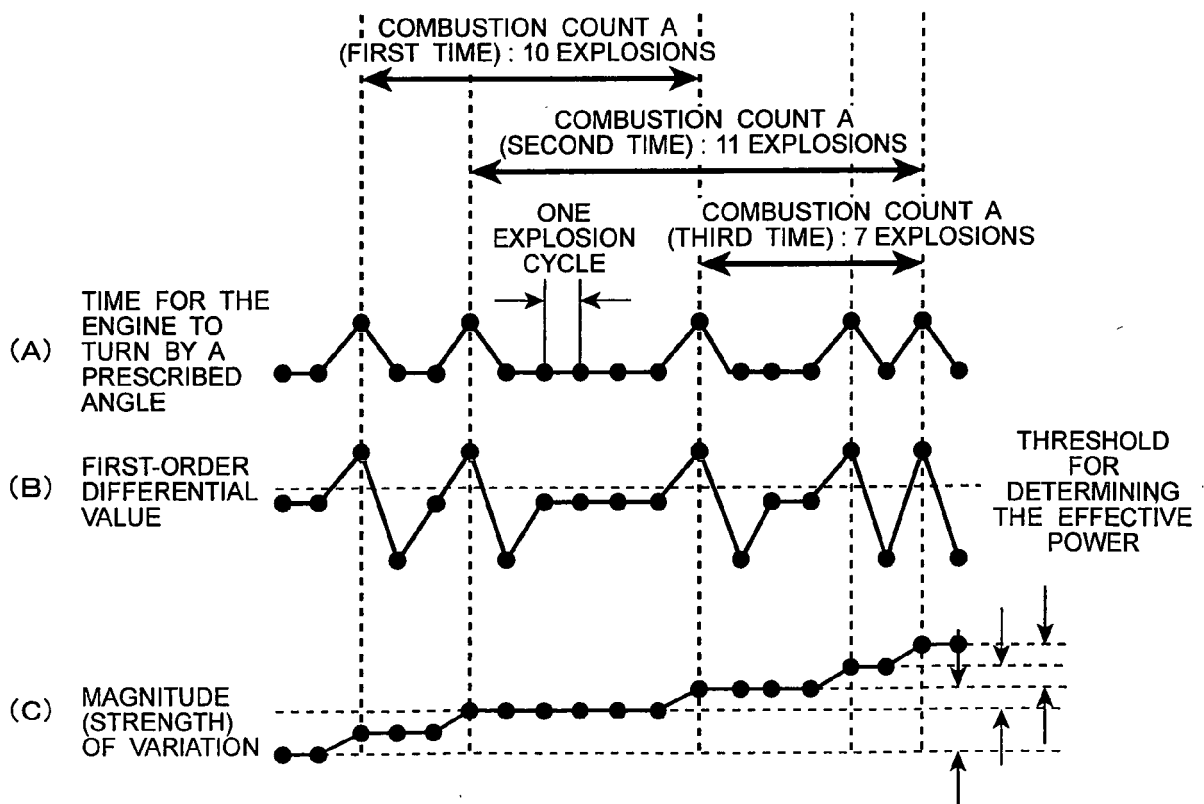 COMBUSTION COUNT A
(FIRST TIME) : 10 EXPLOSIONS
COMBUSTION COUNT A
(SECOND TIME) : 11 EXPLOSIONS
ONE
EXPLOSION
CYCLE
COMBUSTION COUNT A
(THIRD TIME) : 7 EXPLOSIONS
(A)
TIME FOR THE
ENGINE TO
TURN BY A
PRESCRIBED
ANGLE
(B)
FIRST-ORDER
DIFFERENTIAL
VALUE
THRESHOLD
FOR
DETERMINING
THE EFFECTIVE
POWER
(C)
MAGNITUDE
(STRENGTH)
OF VARIATION